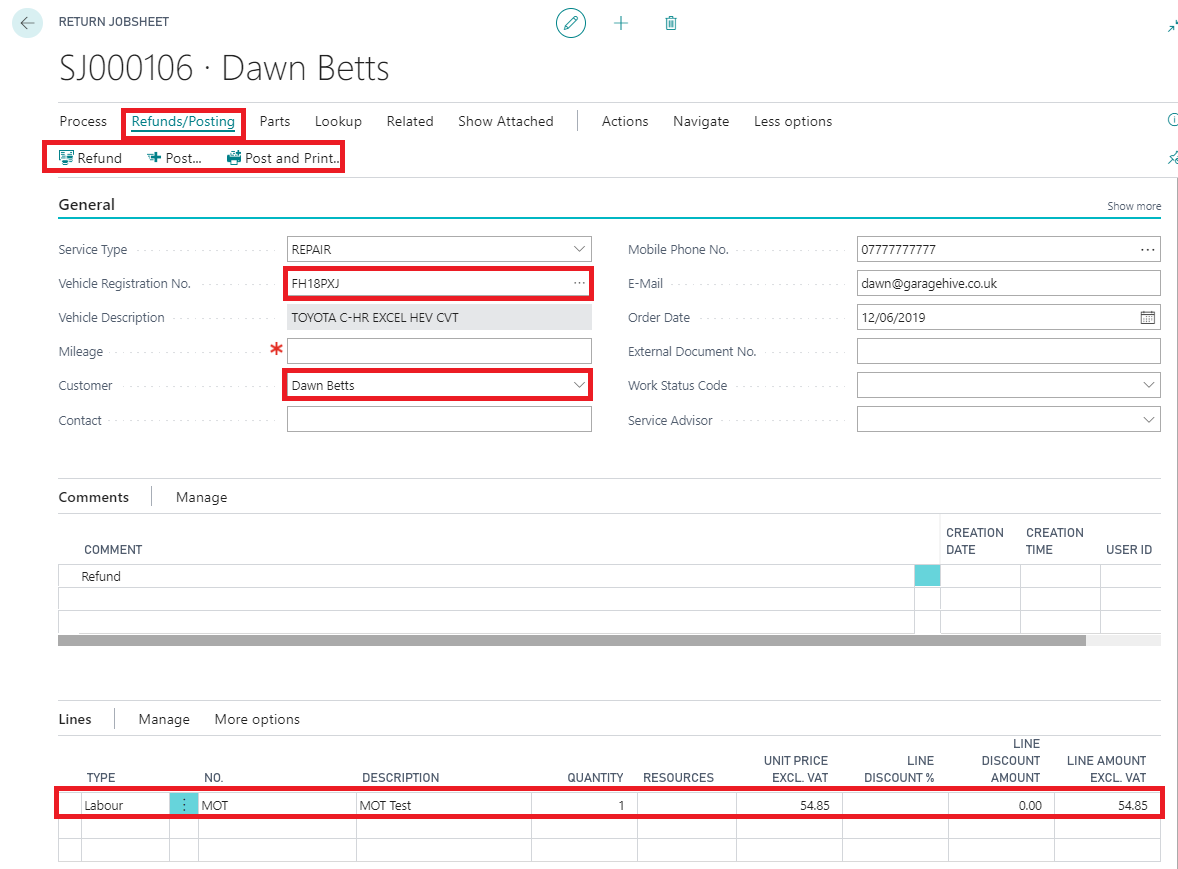 RETURN JOBSHEET
SJ000106 · Dawn Betts
Process Refunds/Posting Parts Lookup Related Show Attached Actions Navigate Less options
Refund Post... Post and Print...
General Show more
Service Type REPAIR Mobile Phone No. 07777777777
Vehicle Registration No. FH18PXJ E-Mail dawn@garagehive.co.uk
Vehicle Description TOYOTA C-HR EXCEL HEV CVT Order Date 12/06/2019
Mileage * External Document No.
Customer Dawn Betts Work Status Code
Contact Service Advisor
Comments Manage
COMMENT CREATION DATE CREATION TIME USER ID
Refund
Lines Manage More options
TYPE NO. DESCRIPTION QUANTITY RESOURCES UNIT PRICE EXCL. VAT LINE DISCOUNT % LINE DISCOUNT AMOUNT LINE AMOUNT EXCL. VAT
Labour MOT MOT Test 1 54.85 0.00 54.85